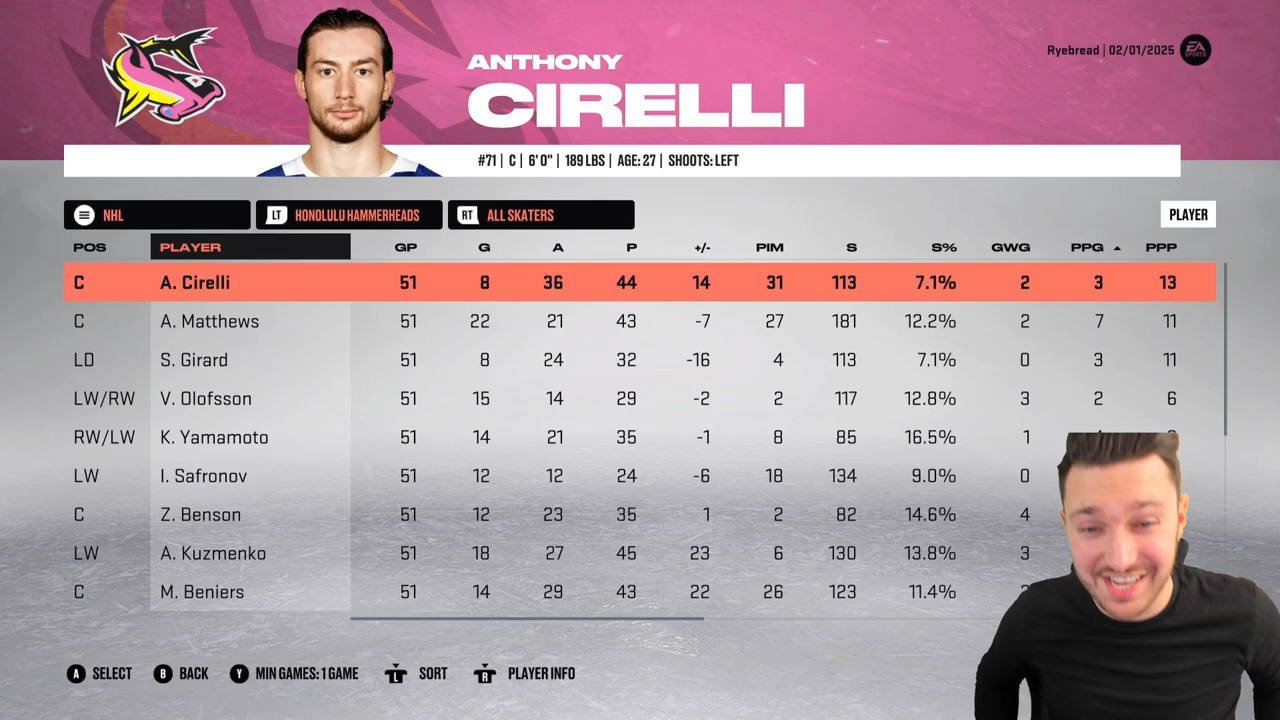 ANTHONY
CIRELLI
Ryebread | 02/01/2025 EA SPORTS
#71 | C | 6' 0" | 189 LBS | AGE: 27 | SHOOTS: LEFT
NHL LT HONOLULU HAMMERHEADS RT ALL SKATERS PLAYER
POS PLAYER GP G A P +/- PIM S S% GWG PPG PPP
C A. Cirelli 51 8 36 44 14 31 113 7.1% 2 3 13
C A. Matthews 51 22 21 43 -7 27 181 12.2% 2 7 11
LD S. Girard 51 8 24 32 -16 4 113 7.1% 0 3 11
LW/RW V. Olofsson 51 15 14 29 -2 2 117 12.8% 3 2 6
RW/LW K. Yamamoto 51 14 21 35 -1 8 85 16.5% 1
LW I. Safronov 51 12 12 24 -6 18 134 9.0% 0
C Z. Benson 51 12 23 35 1 2 82 14.6% 4
LW A. Kuzmenko 51 18 27 45 23 6 130 13.8% 3
C M. Beniers 51 14 29 43 22 26 123 11.4%
A SELECT B BACK Y MIN GAMES: 1 GAME L SORT R PLAYER INFO